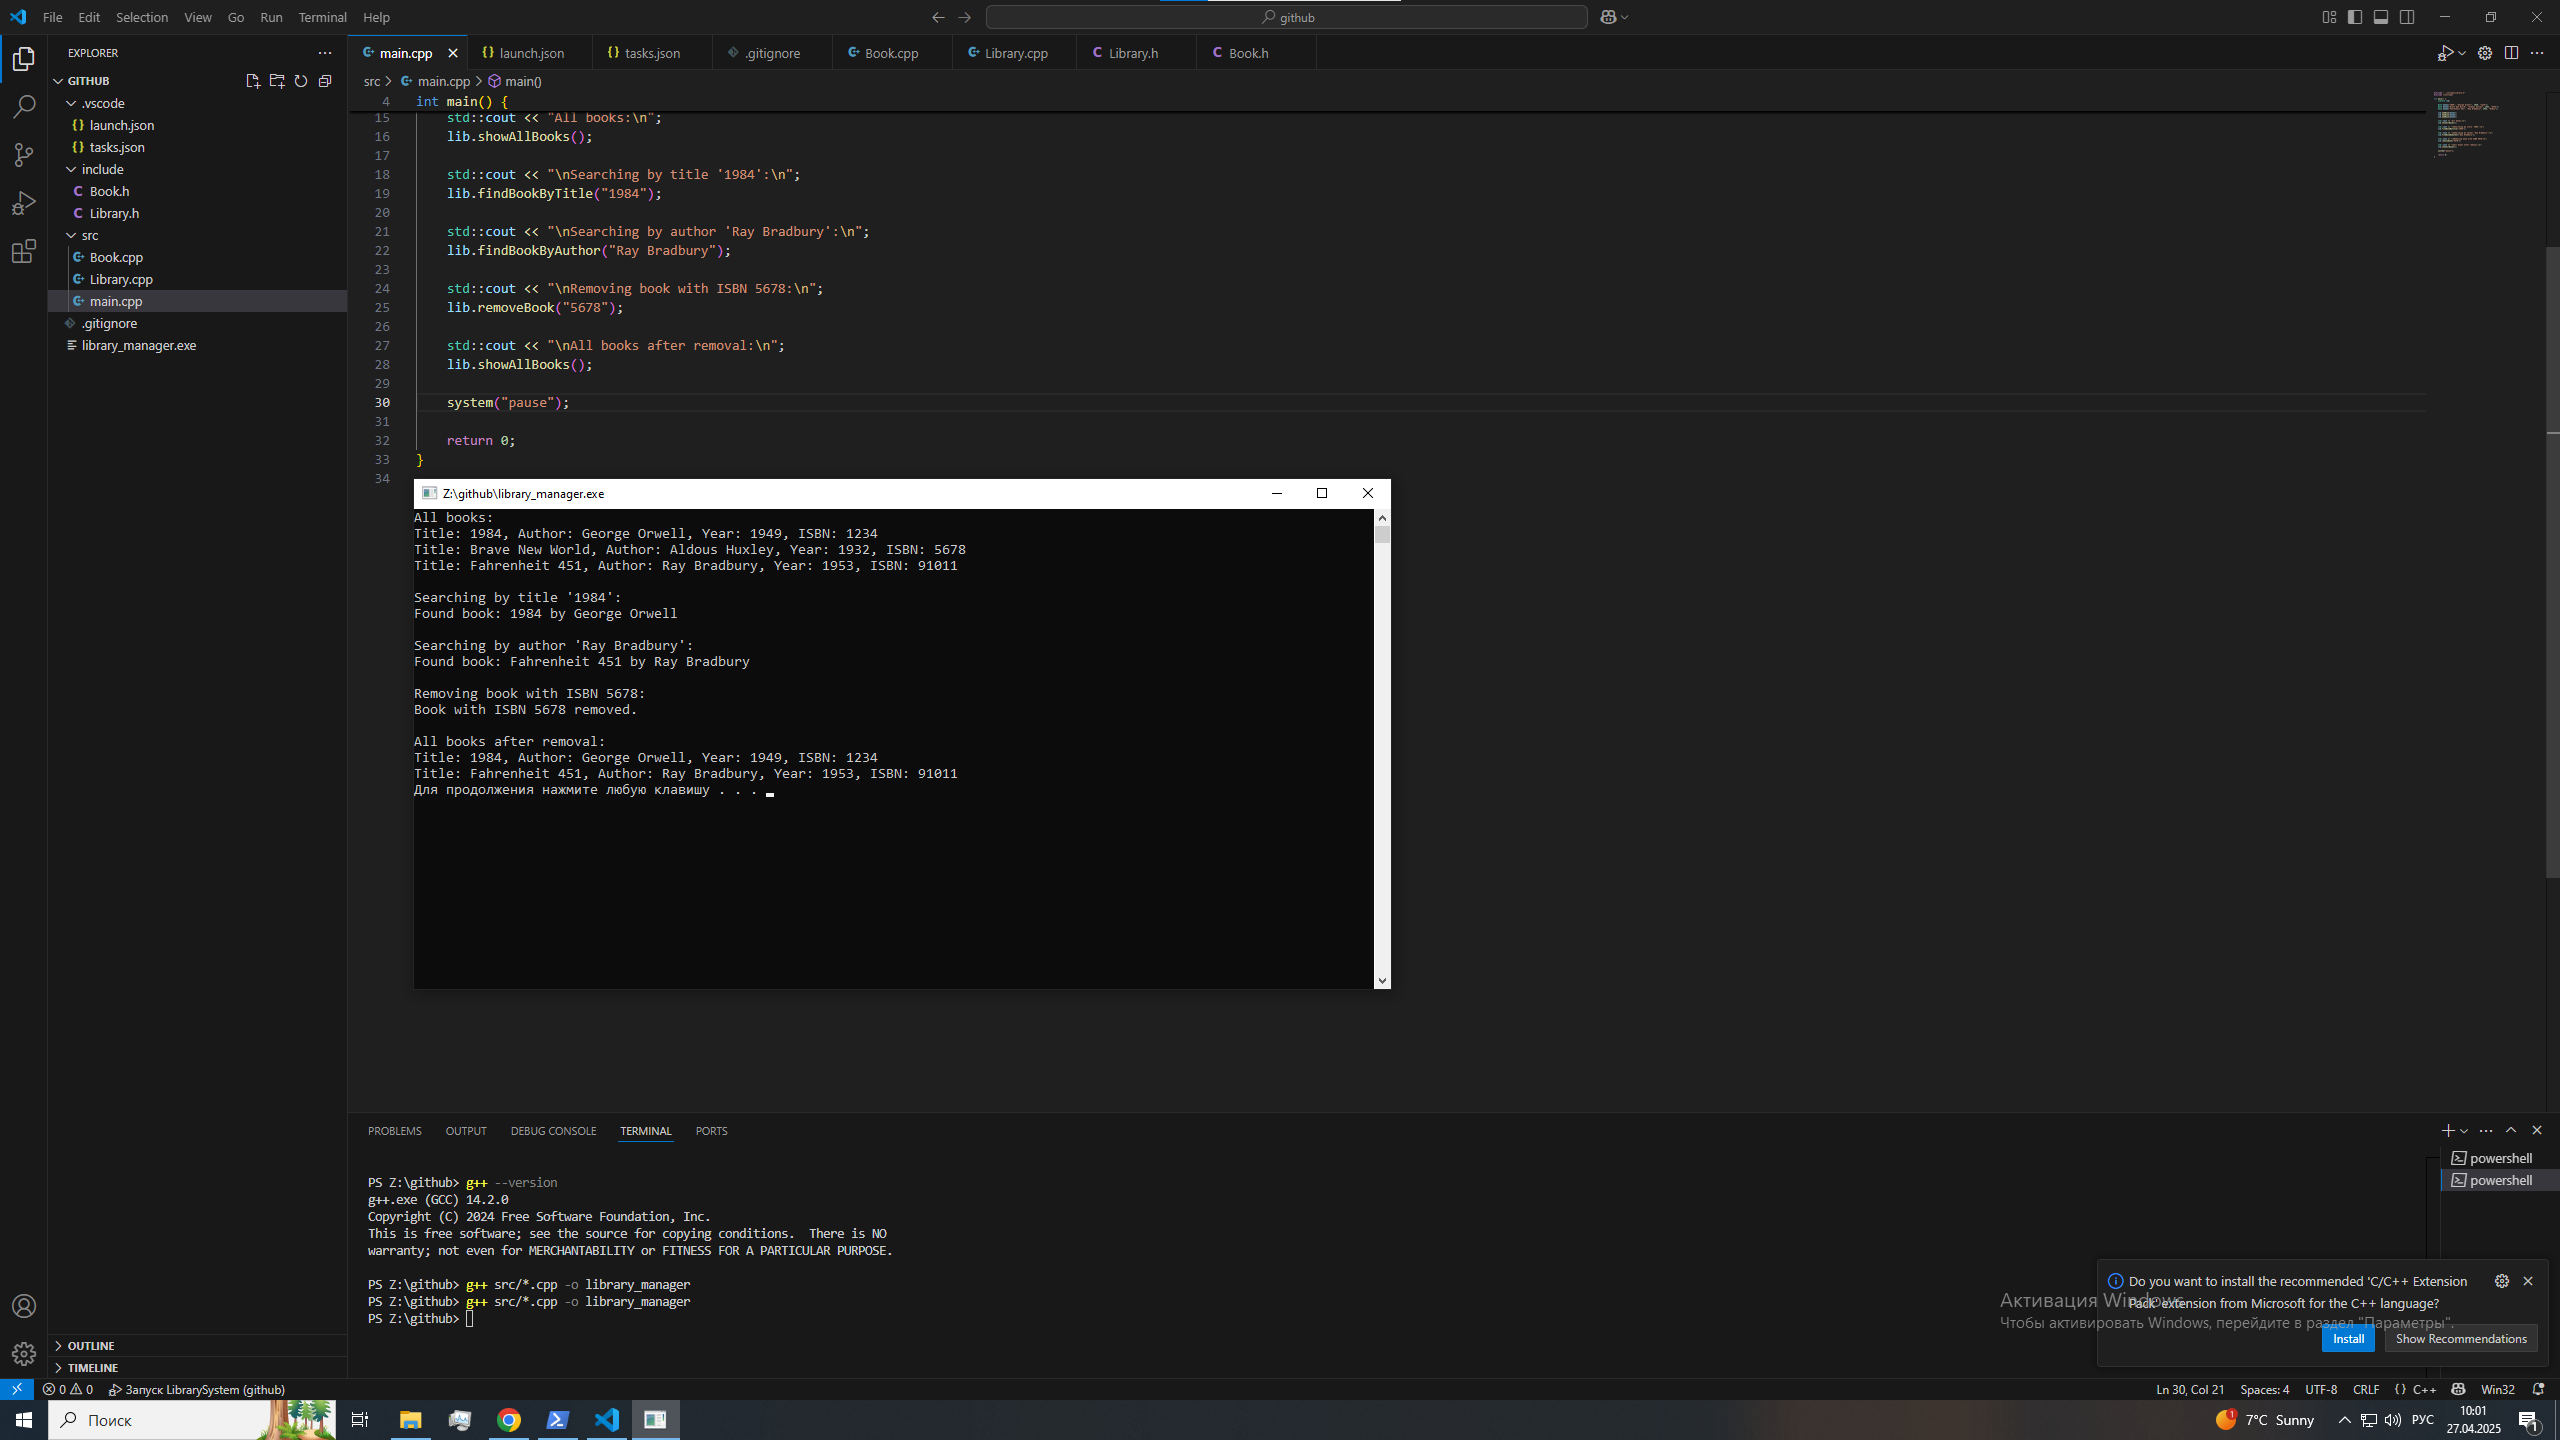 File Edit Selection View Go Run Terminal Help
github
EXPLORER
GITHUB
.vscode
launch.json
tasks.json
include
Book.h
Library.h
src
Book.cpp
Library.cpp
main.cpp
.gitignore
library_manager.exe
OUTLINE
TIMELINE
main.cpp launch.json tasks.json .gitignore Book.cpp Library.cpp Library.h Book.h
src > main.cpp > main()
4 int main() {
15 std::cout << "All books:\n";
16 lib.showAllBooks();
17
18 std::cout << "\nSearching by title '1984':\n";
19 lib.findBookByTitle("1984");
20
21 std::cout << "\nSearching by author 'Ray Bradbury':\n";
22 lib.findBookByAuthor("Ray Bradbury");
23
24 std::cout << "\nRemoving book with ISBN 5678:\n";
25 lib.removeBook("5678");
26
27 std::cout << "\nAll books after removal:\n";
28 lib.showAllBooks();
29
30 system("pause");
31
32 return 0;
33 }
34
Z:\github\library_manager.exe
All books:
Title: 1984, Author: George Orwell, Year: 1949, ISBN: 1234
Title: Brave New World, Author: Aldous Huxley, Year: 1932, ISBN: 5678
Title: Fahrenheit 451, Author: Ray Bradbury, Year: 1953, ISBN: 91011
Searching by title '1984':
Found book: 1984 by George Orwell
Searching by author 'Ray Bradbury':
Found book: Fahrenheit 451 by Ray Bradbury
Removing book with ISBN 5678:
Book with ISBN 5678 removed.
All books after removal:
Title: 1984, Author: George Orwell, Year: 1949, ISBN: 1234
Title: Fahrenheit 451, Author: Ray Bradbury, Year: 1953, ISBN: 91011
Для продолжения нажмите любую клавишу . . .
PROBLEMS OUTPUT DEBUG CONSOLE TERMINAL PORTS
powershell
powershell
PS Z:\github> g++ --version
g++.exe (GCC) 14.2.0
Copyright (C) 2024 Free Software Foundation, Inc.
This is free software; see the source for copying conditions.  There is NO
warranty; not even for MERCHANTABILITY or FITNESS FOR A PARTICULAR PURPOSE.
PS Z:\github> g++ src/*.cpp -o library_manager
PS Z:\github> g++ src/*.cpp -o library_manager
PS Z:\github>
Do you want to install the recommended 'C/C++ Extension
Pack' extension from Microsoft for the C++ language?
Install Show Recommendations
Активация Windows
Чтобы активировать Windows, перейдите в раздел "Параметры".
0 0 Запуск LibrarySystem (github)
Ln 30, Col 21 Spaces: 4 UTF-8 CRLF {} C++ Win32
Поиск
1 7°C Sunny РУС 10:01
27.04.2025 1